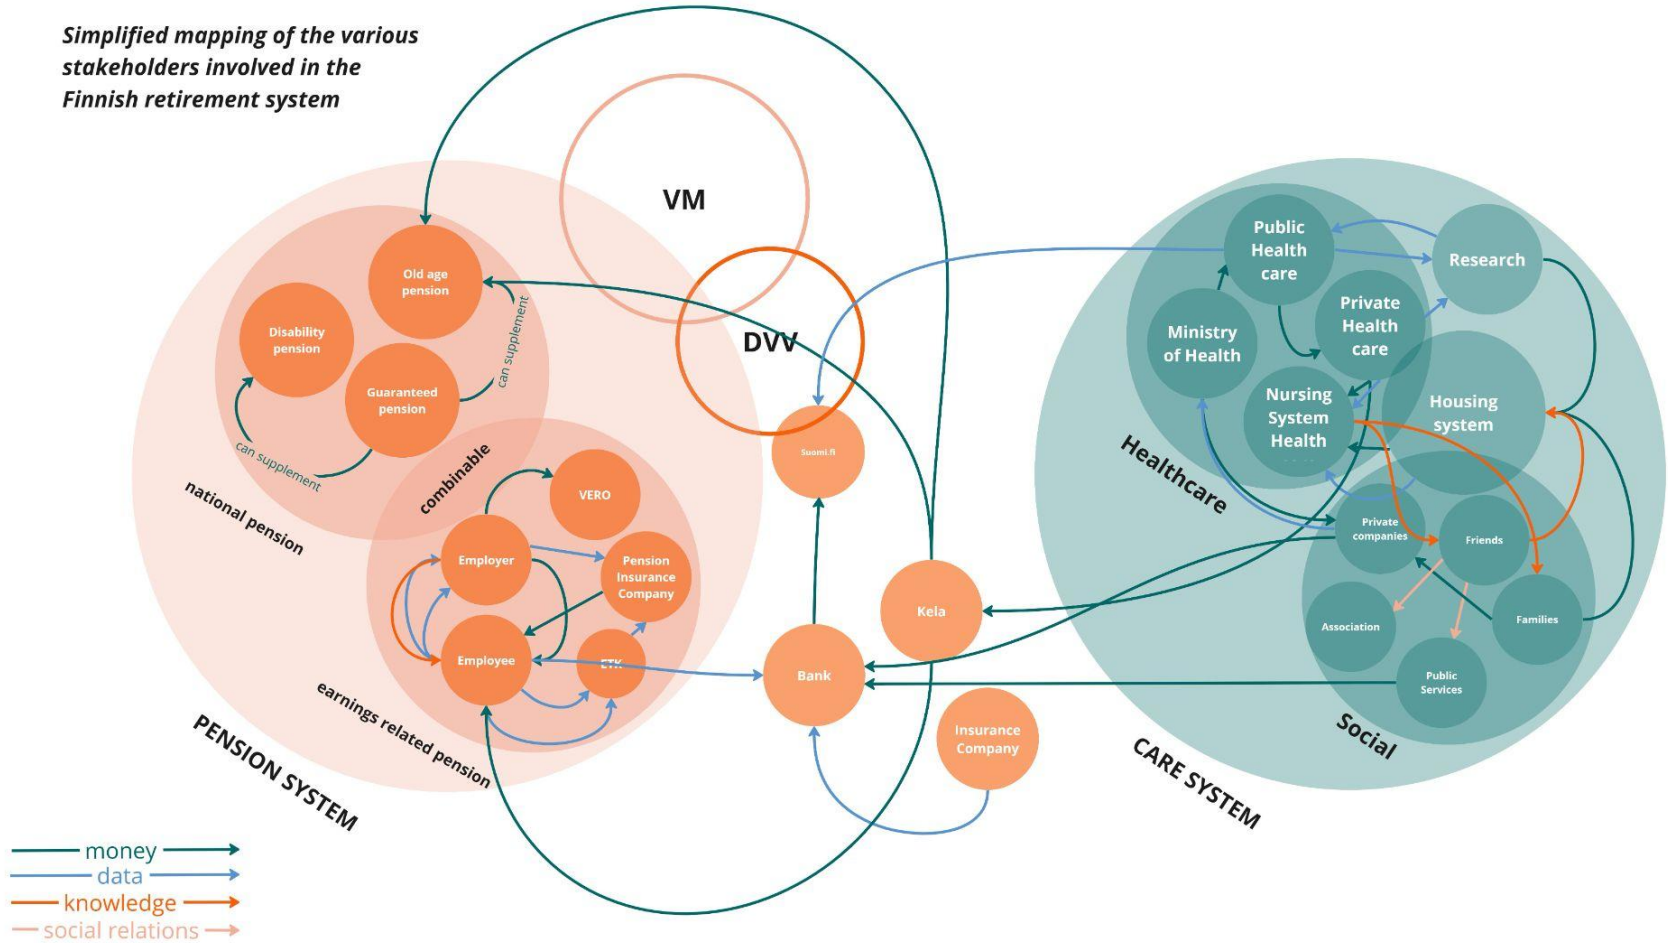 Simplified mapping of the various
stakeholders involved in the
Finnish retirement system
VM
DVV
Old age
pension
Disability
pension
Guaranteed
pension
can supplement
can supplement
national pension
combinable
VERO
Employer
Pension
Insurance
Company
Employee
ETK
earnings related pension
PENSION SYSTEM
Suomi.fi
Kela
Bank
Insurance
Company
Public
Health
care
Research
Private
Health
care
Ministry
of Health
Nursing
System
Health
Housing
system
Healthcare
Private
companies
Friends
Association
Families
Public
Services
Social
CARE SYSTEM
money
data
knowledge
social relations